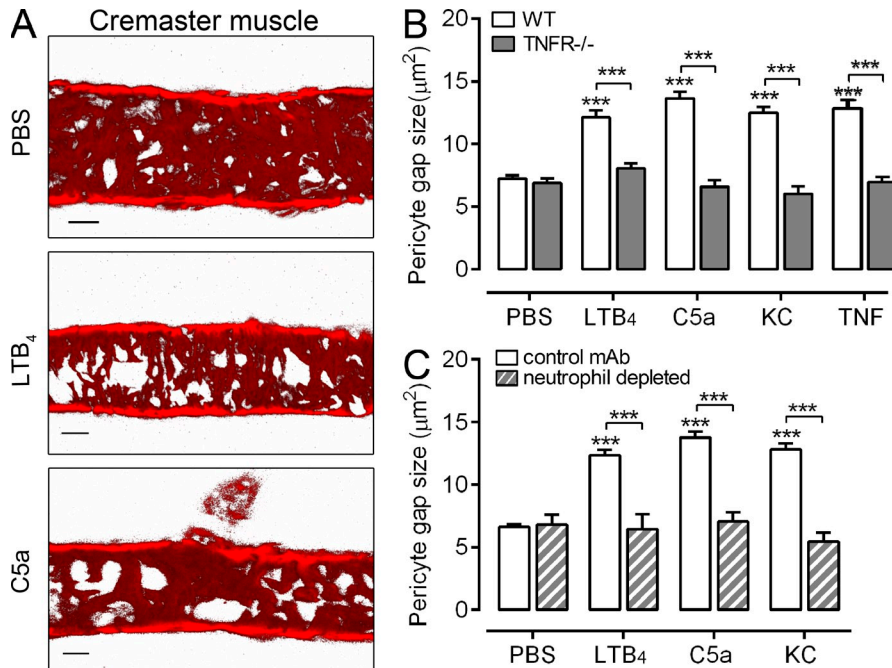 A
Cremaster muscle
PBS
LTB4
C5a
B
Pericyte gap size (μm²)
20
15
10
5
0
WT
TNFR-/-
***
***
***
***
***
***
***
***
PBS LTB4 C5a KC TNF
C
Pericyte gap size (μm²)
20
15
10
5
0
control mAb
neutrophil depleted
***
***
***
***
***
***
PBS LTB4 C5a KC